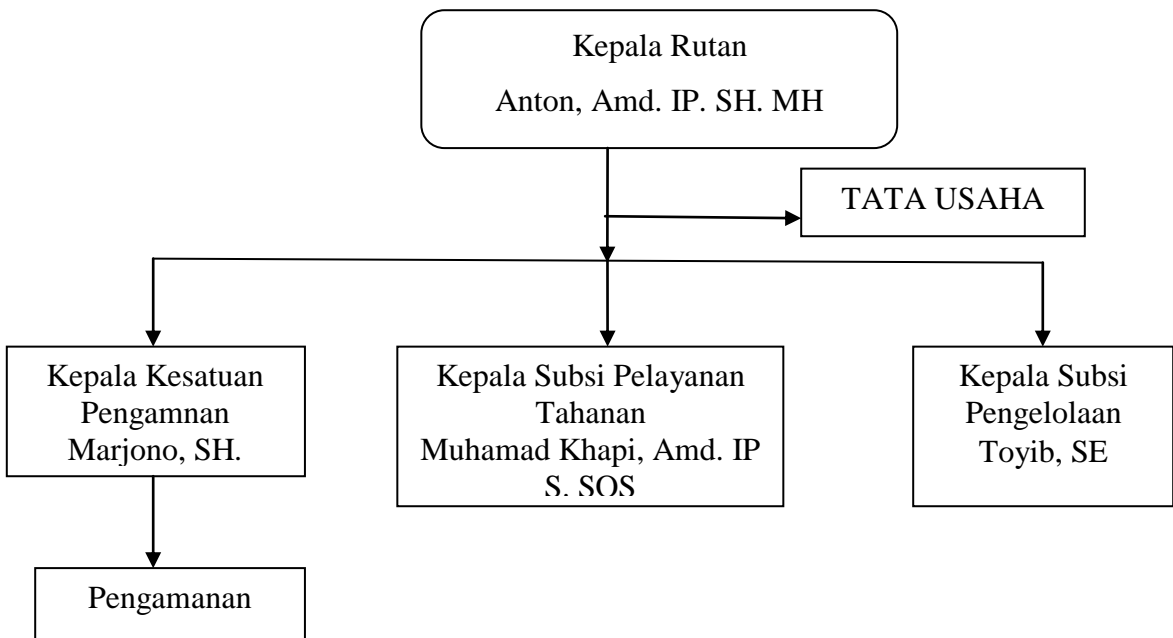 Kepala Rutan
Anton, Amd. IP. SH. MH
TATA USAHA
Kepala Kesatuan
Pengamnan
Marjono, SH.
Kepala Subsi Pelayanan
Tahanan
Muhamad Khapi, Amd. IP
S. SOS
Kepala Subsi
Pengelolaan
Toyib, SE
Pengamanan